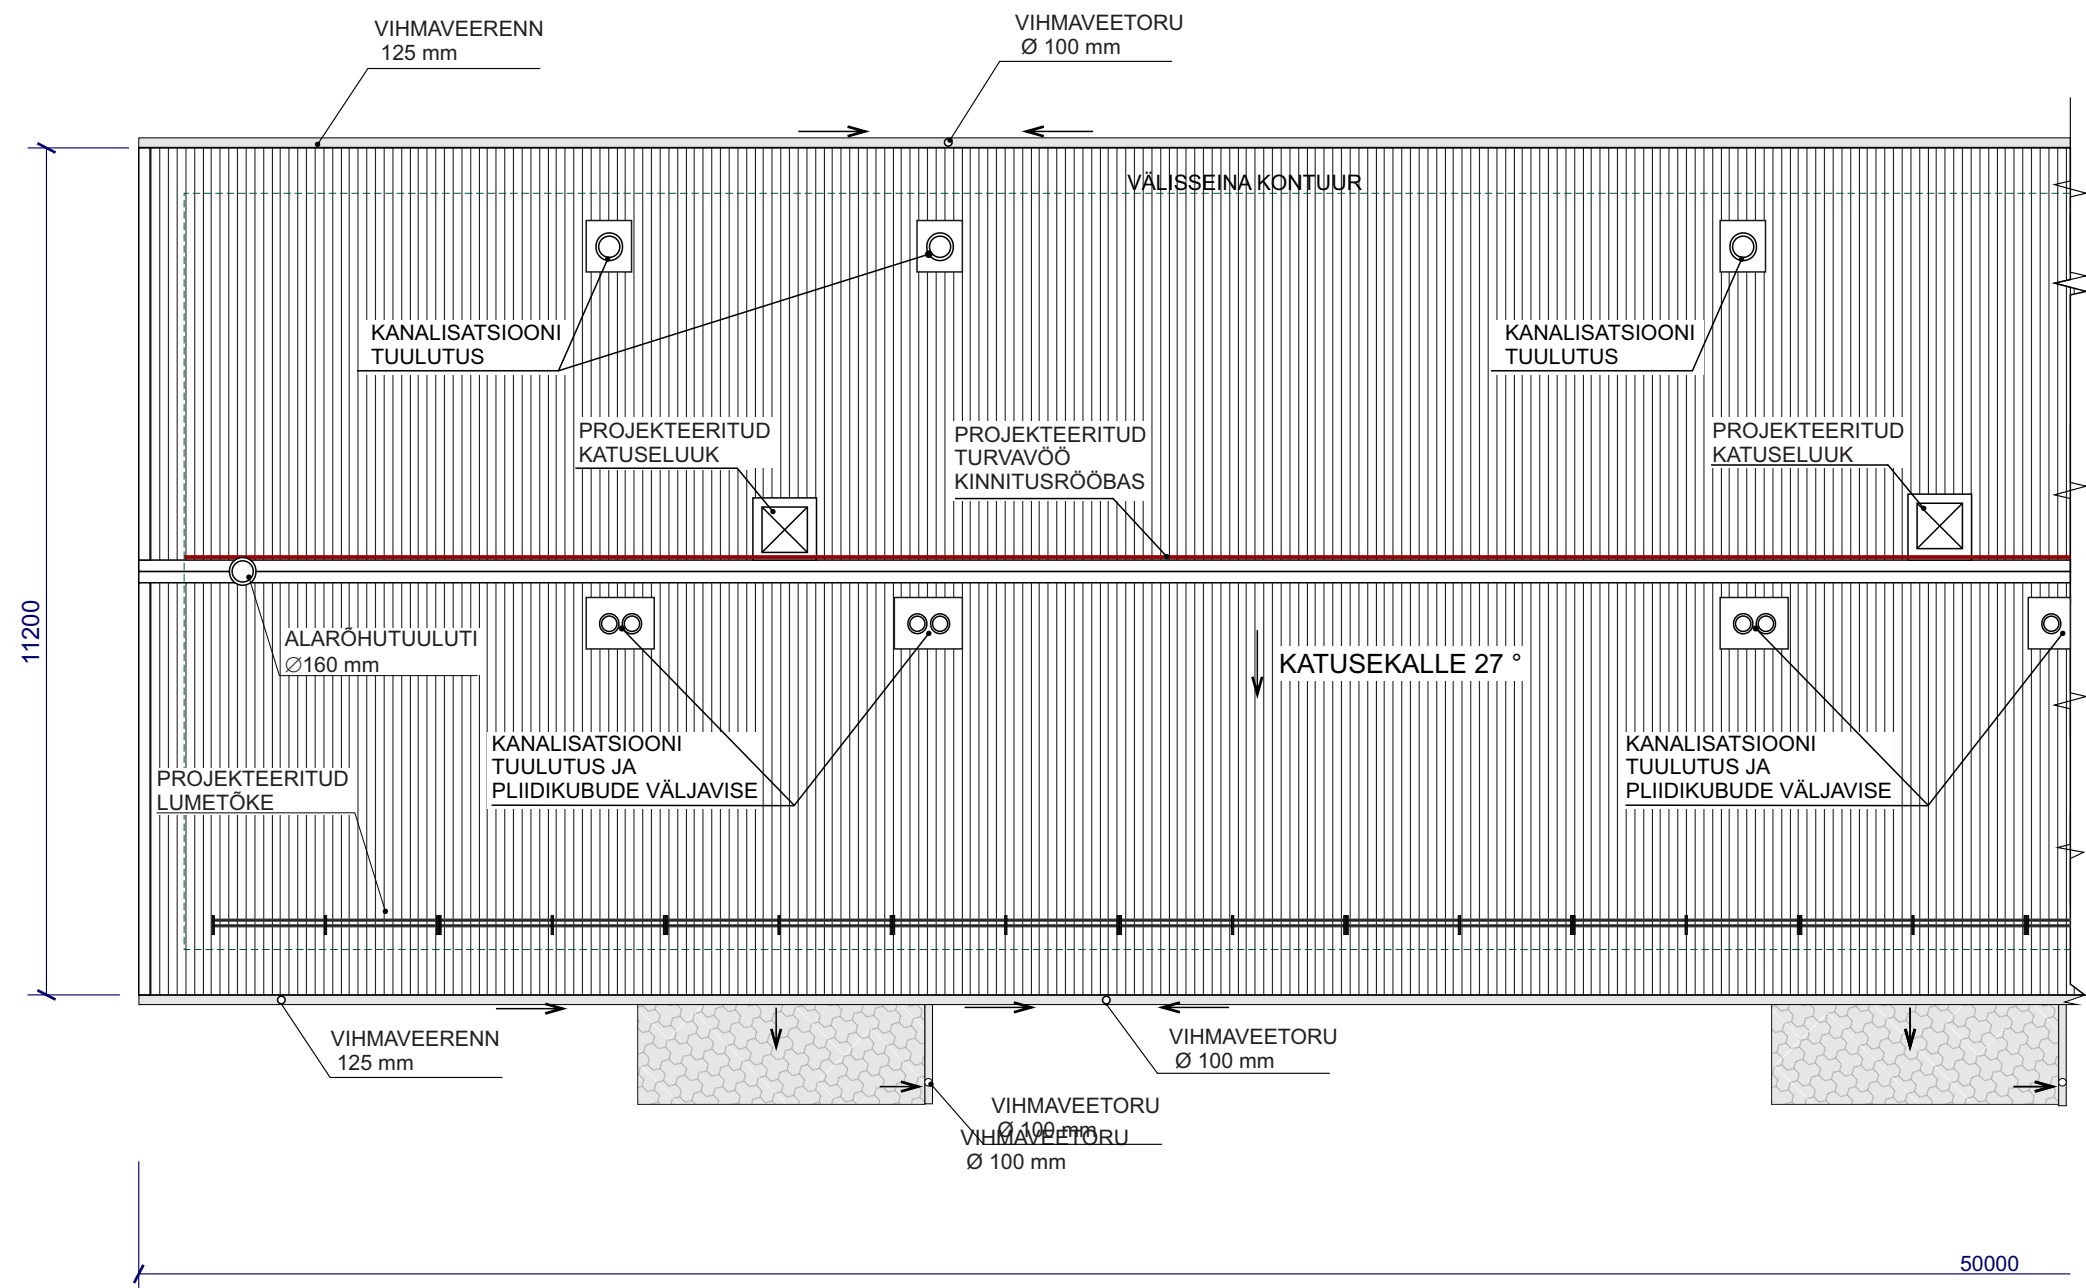 VIHMAVEERENN
125 mm
VIHMAVEETORU
Ø 100 mm
VÄLISSEINA KONTUUR
KANALISATSIOONI
TUULUTUS
KANALISATSIOONI
TUULUTUS
PROJEKTEERITUD
KATUSELUUK
PROJEKTEERITUD
TURVAVÖÖ
KINNITUSRÖÖBAS
PROJEKTEERITUD
KATUSELUUK
11200
ALARÕHUTUULUTI
∅160 mm
KATUSEKALLE 27 °
KANALISATSIOONI
TUULUTUS JA
PLIIDIKUBUDE VÄLJAVISE
KANALISATSIOONI
TUULUTUS JA
PLIIDIKUBUDE VÄLJAVISE
PROJEKTEERITUD
LUMETÕKE
VIHMAVEERENN
125 mm
VIHMAVEETORU
Ø 100 mm
VIHMAVEETORU
Ø 100 mm
VIHMAVEETORU
Ø 100 mm
50000